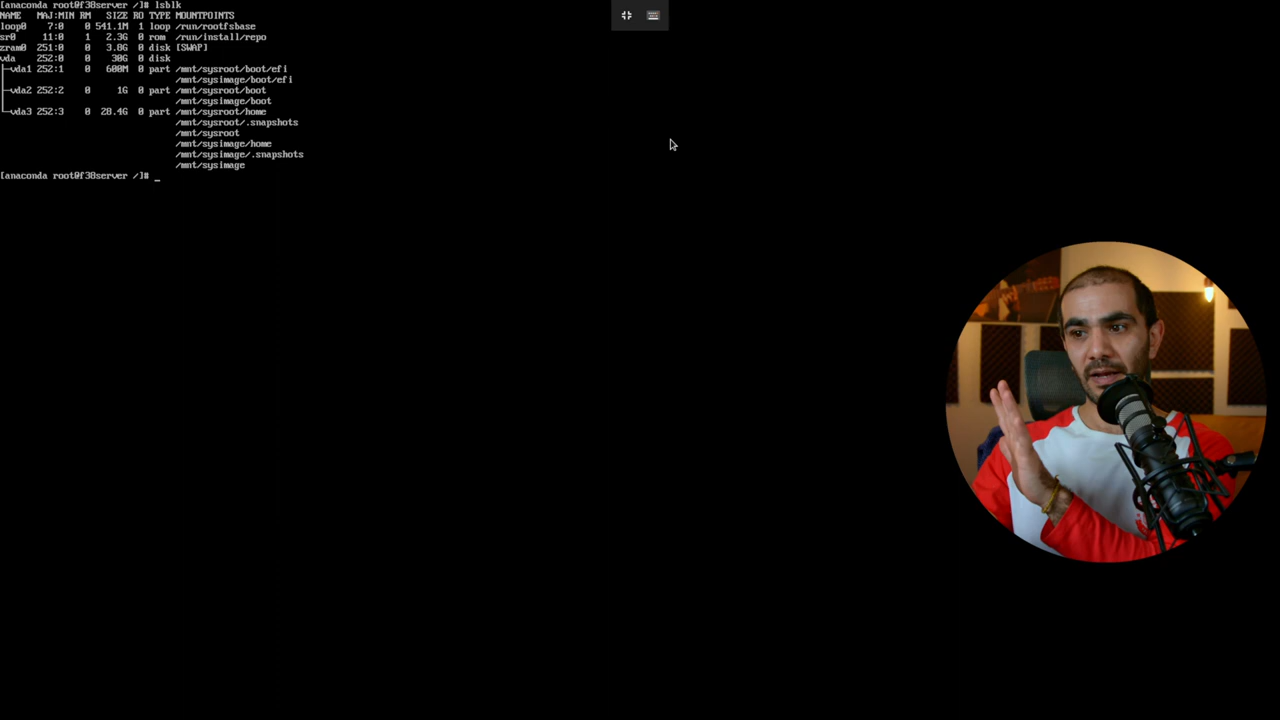 [anaconda root@f38server /]# lsblk
NAME   MAJ:MIN RM   SIZE RO TYPE MOUNTPOINTS
loop0    7:0    0 541.1M  1 loop /run/rootfsbase
sr0     11:0    1   2.3G  0 rom  /run/install/repo
zram0  251:0    0   3.8G  0 disk [SWAP]
vda    252:0    0    30G  0 disk
├─vda1 252:1    0   600M  0 part /mnt/sysroot/boot/efi
│                                /mnt/sysimage/boot/efi
├─vda2 252:2    0     1G  0 part /mnt/sysroot/boot
│                                /mnt/sysimage/boot
└─vda3 252:3    0  28.4G  0 part /mnt/sysroot/home
                                 /mnt/sysroot/.snapshots
                                 /mnt/sysroot
                                 /mnt/sysimage/home
                                 /mnt/sysimage/.snapshots
                                 /mnt/sysimage
[anaconda root@f38server /]# _